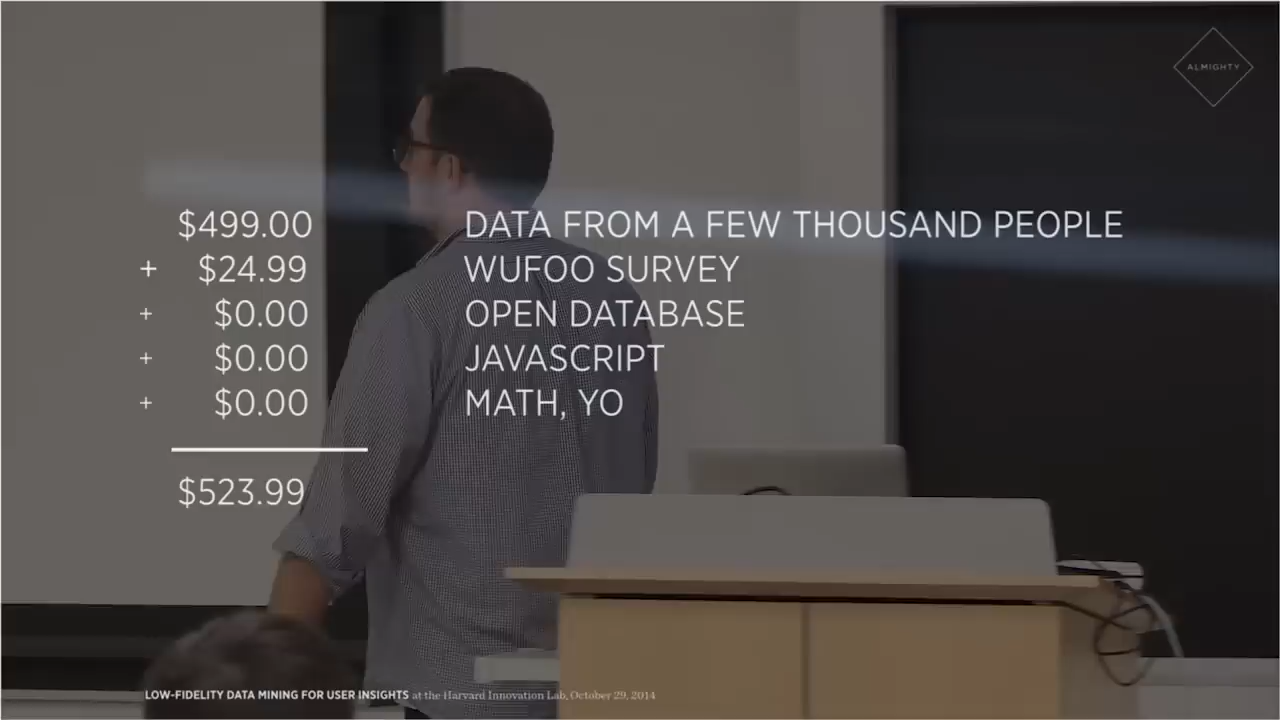 ALMIGHTY
$499.00 DATA FROM A FEW THOUSAND PEOPLE
+ $24.99 WUFOO SURVEY
+ $0.00 OPEN DATABASE
+ $0.00 JAVASCRIPT
+ $0.00 MATH, YO
$523.99
LOW-FIDELITY DATA MINING FOR USER INSIGHTS at the Harvard Innovation Lab, October 29, 2014